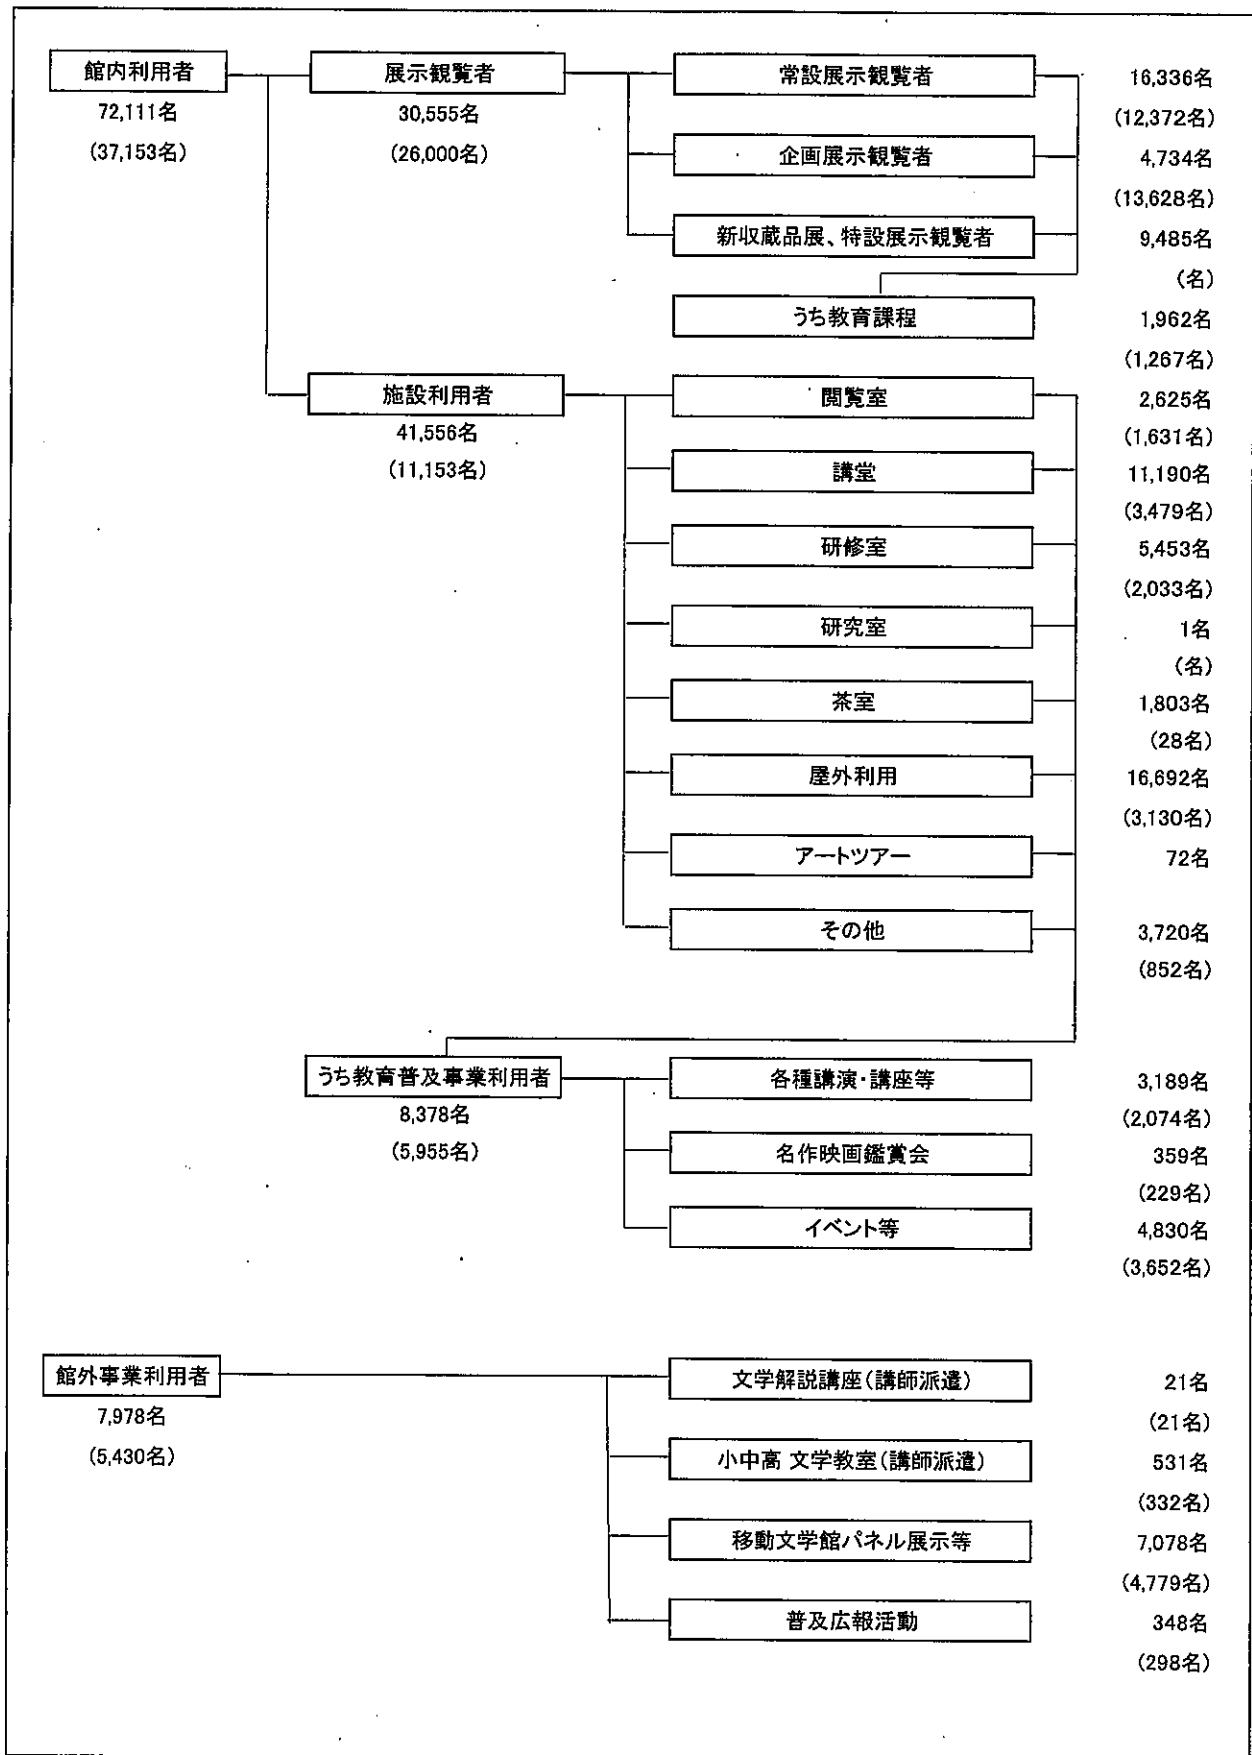 館内利用者 展示観覧者 常設展示観覧者 16,336名
72,111名 30,555名 (12,372名)
(37,153名) (26,000名) 企画展示観覧者 4,734名
(13,628名)
新収蔵品展、特設展示観覧者 9,485名
(名)
うち教育課程 1,962名
(1,267名)
施設利用者 閲覧室 2,625名
41,556名 (1,631名)
(11,153名) 講堂 11,190名
(3,479名)
研修室 5,453名
(2,033名)
研究室 1名
(名)
茶室 1,803名
(28名)
屋外利用 16,692名
(3,130名)
アートツアー 72名
その他 3,720名
(852名)
うち教育普及事業利用者 各種講演・講座等 3,189名
8,378名 (2,074名)
(5,955名) 名作映画鑑賞会 359名
(229名)
イベント等 4,830名
(3,652名)
館外事業利用者 文学解説講座(講師派遣) 21名
7,978名 (21名)
(5,430名) 小中高 文学教室(講師派遣) 531名
(332名)
移動文学館パネル展示等 7,078名
(4,779名)
普及広報活動 348名
(298名)